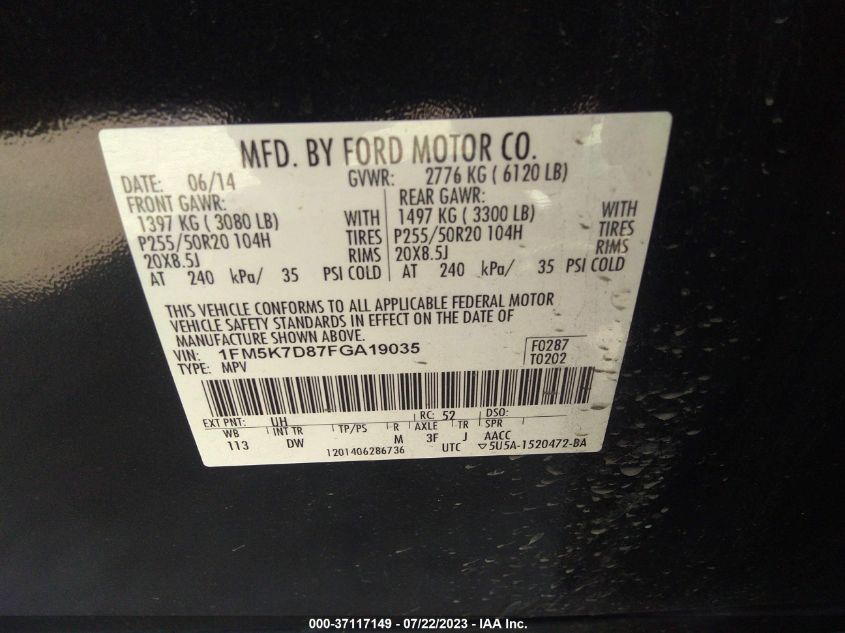 MFD. BY FORD MOTOR CO.
DATE: 06/14 GVWR: 2776 KG ( 6120 LB)
FRONT GAWR: REAR GAWR:
1397 KG ( 3080 LB) WITH 1497 KG ( 3300 LB) WITH
P255/50R20 104H TIRES P255/50R20 104H TIRES
20X8.5J RIMS 20X8.5J RIMS
AT 240 kPa/ 35 PSI COLD AT 240 kPa/ 35 PSI COLD
THIS VEHICLE CONFORMS TO ALL APPLICABLE FEDERAL MOTOR
VEHICLE SAFETY STANDARDS IN EFFECT ON THE DATE OF
MANUFACTURE SHOWN ABOVE.
VIN: 1FM5K7D87FGA19035 F0287
TYPE: MPV T0202
EXT PNT: UH RC: 52 DSO:
WB INT TR TP/PS R AXLE TR SPR
113 DW M 3F J AACC
1201406286736 UTC ▽5U5A-1520472-BA
000-37117149 - 07/22/2023 - IAA Inc.